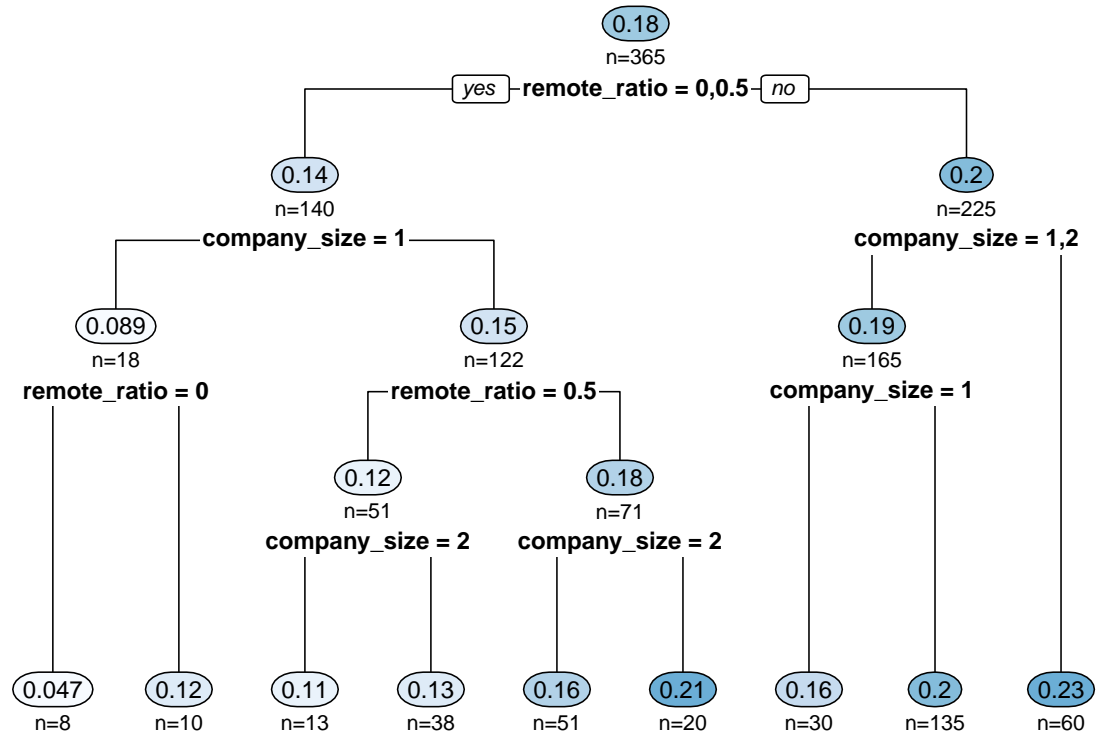 0.18
n=365
yes remote_ratio = 0,0.5 no
0.14 0.2
n=140 n=225
company_size = 1 company_size = 1,2
0.089 0.15 0.19
n=18 n=122 n=165
remote_ratio = 0 remote_ratio = 0.5 company_size = 1
0.12 0.18
n=51 n=71
company_size = 2 company_size = 2
0.047 0.12 0.11 0.13 0.16 0.21 0.16 0.2 0.23
n=8 n=10 n=13 n=38 n=51 n=20 n=30 n=135 n=60